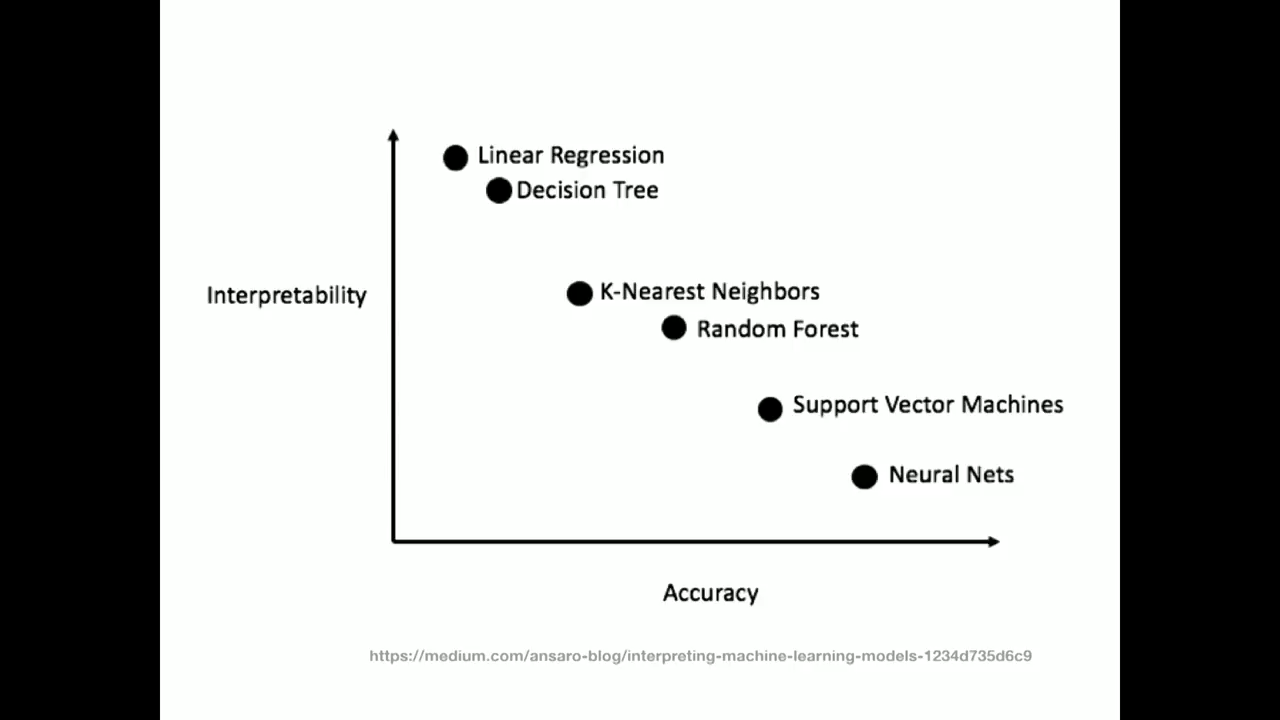 Linear Regression
Decision Tree
K-Nearest Neighbors
Interpretability
Random Forest
Support Vector Machines
Neural Nets
Accuracy
https://medium.com/ansaro-blog/interpreting-machine-learning-models-1234d735d6c9